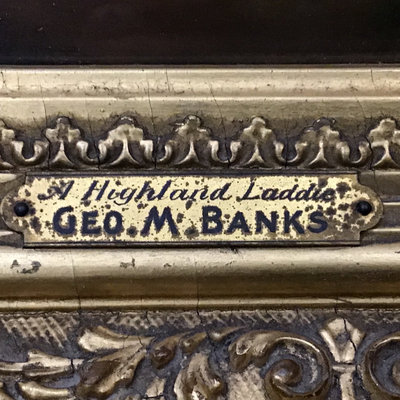 A Highland Laddie
GEO. M. BANKS